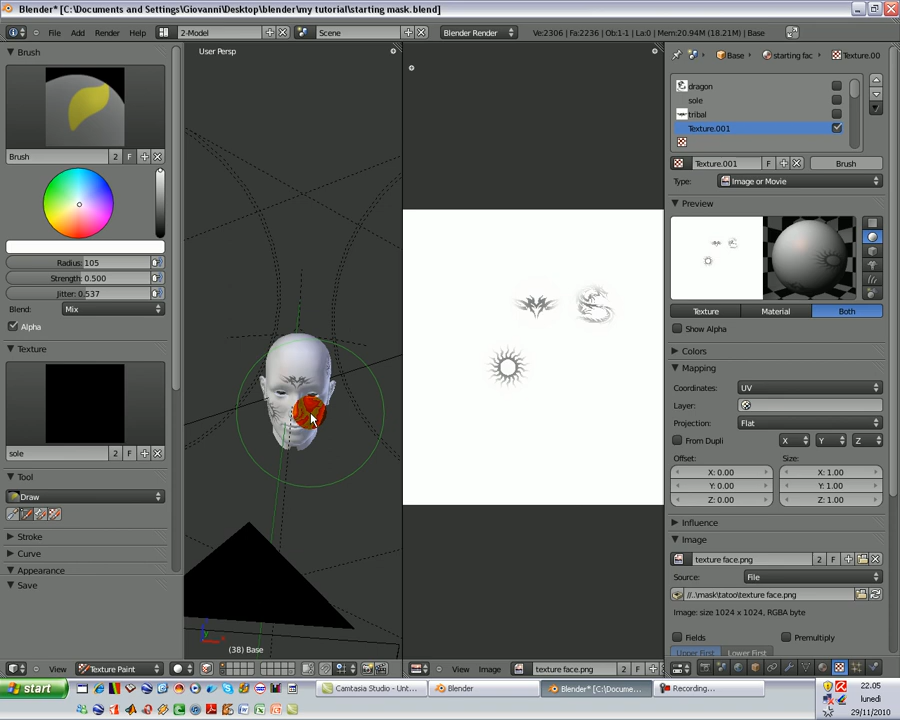 Blender* [C:\Documents and Settings\Giovanni\Desktop\blender\my tutorial\starting mask.blend]
File Add Render Help 2-Model Scene Blender Render Ve:2306 | Fa:2236 | Ob:1-1 | La:0 | Mem:20.94M (18.21M) | Base
Brush
Brush 2 F
Radius: 105
Strength: 0.500
Jitter: 0.537
Blend: Mix
Alpha
Texture
sole 2 F
Tool
Draw
Stroke
Curve
Appearance
Save
User Persp
(38) Base
View Texture Paint
View Image texture face.png 2 F
Base starting fac Texture.00
dragon
sole
tribal
Texture.001
Texture.001 F Brush
Type: Image or Movie
Preview
Texture Material Both
Show Alpha
Colors
Mapping
Coordinates: UV
Layer:
Projection: Flat
From Dupli X Y Z
Offset: Size:
X: 0.00 X: 1.00
Y: 0.00 Y: 1.00
Z: 0.00 Z: 1.00
Influence
Image
texture face.png 2 F
Source: File
//..\mask\tatoo\texture face.png
Image: size 1024 x 1024, RGBA byte
Fields Premultiply
Upper First Lower First
start Camtasia Studio - Unt... Blender Blender* [C:\Docume... Recording...
22.05
lunedì
29/11/2010